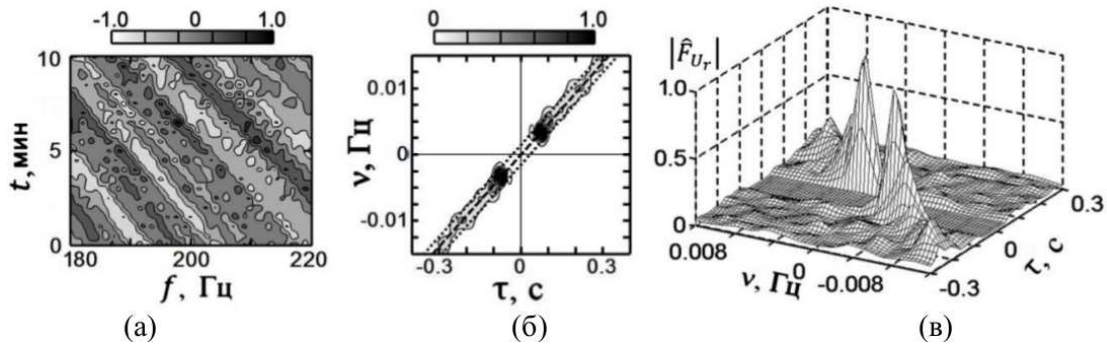 -1.0 0 1.0
10
5
0
t, мин
180 200 220
f, Гц
(а)
0 1.0
0.01
0
-0.01
ν, Гц
-0.3 0 0.3
τ, с
(б)
|F̂_{U_r}|
1.0
0.5
0
0.008 0 -0.008
ν, Гц
-0.3 0 0.3
τ, с
(в)